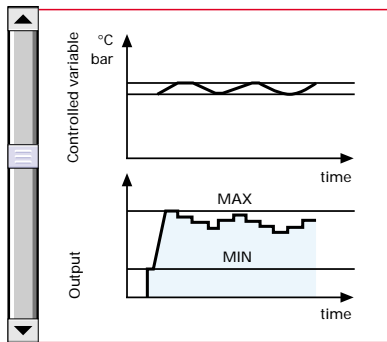 Controlled variable
°C
bar
time
Output
MAX
MIN
time